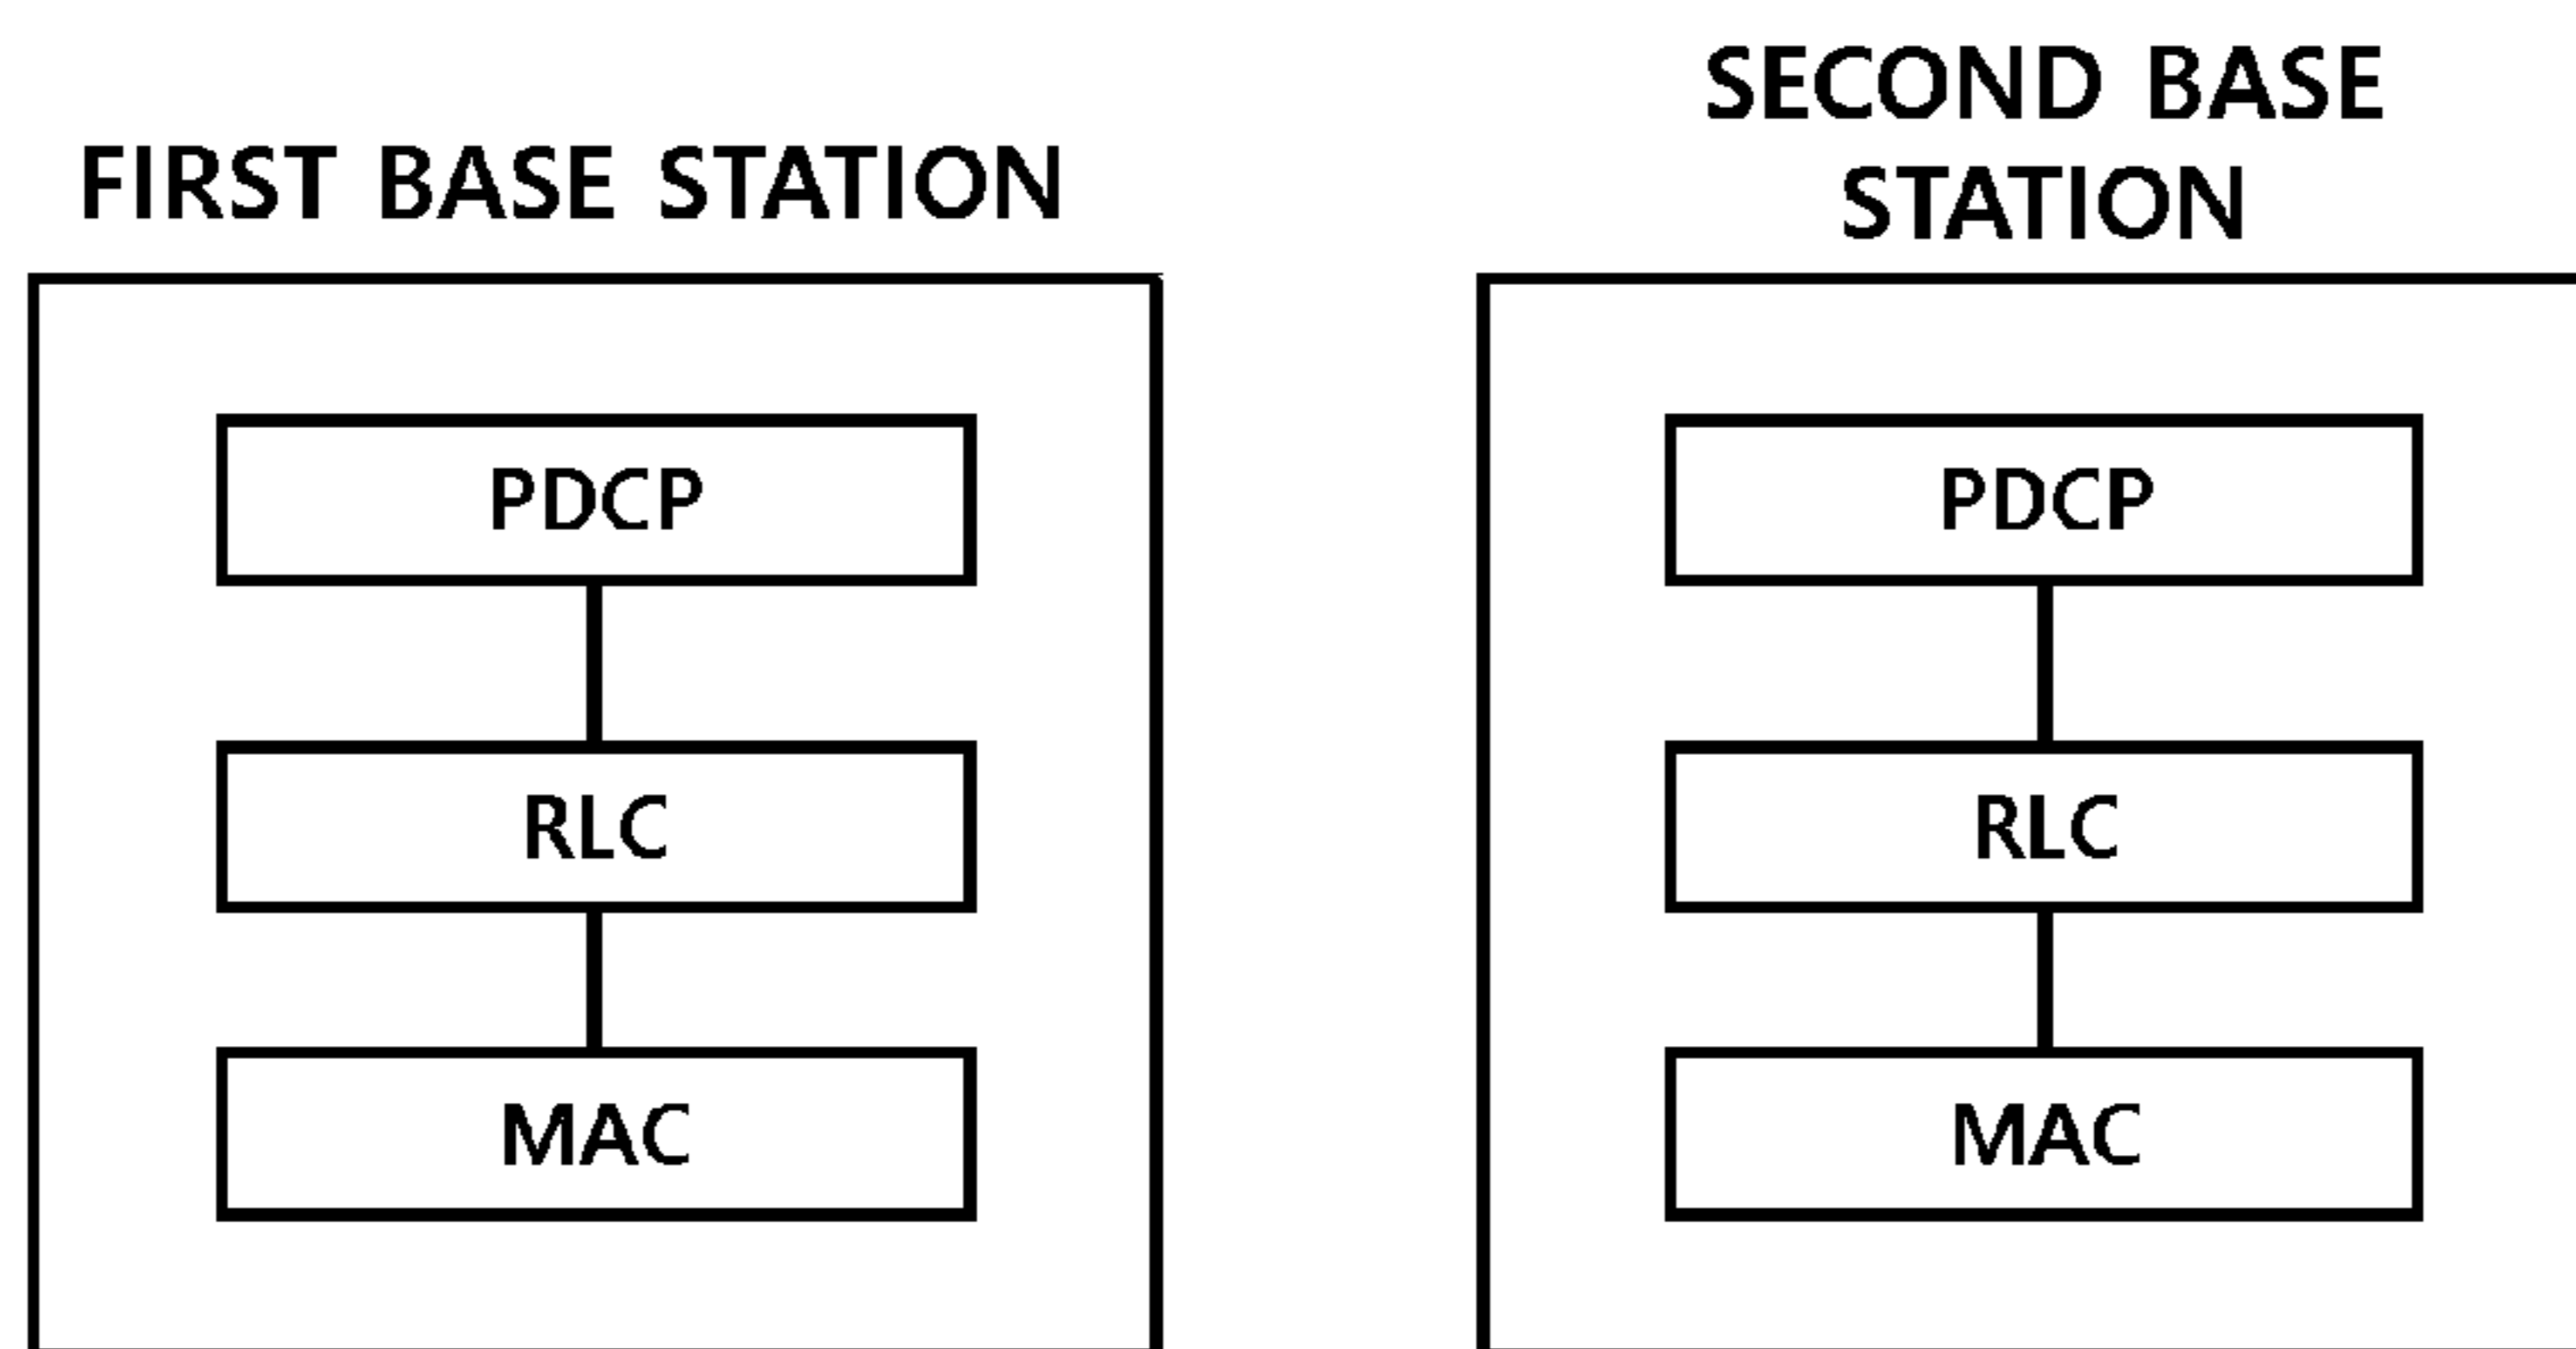 FIRST BASE STATION
PDCP
RLC
MAC
SECOND BASE
STATION
PDCP
RLC
MAC